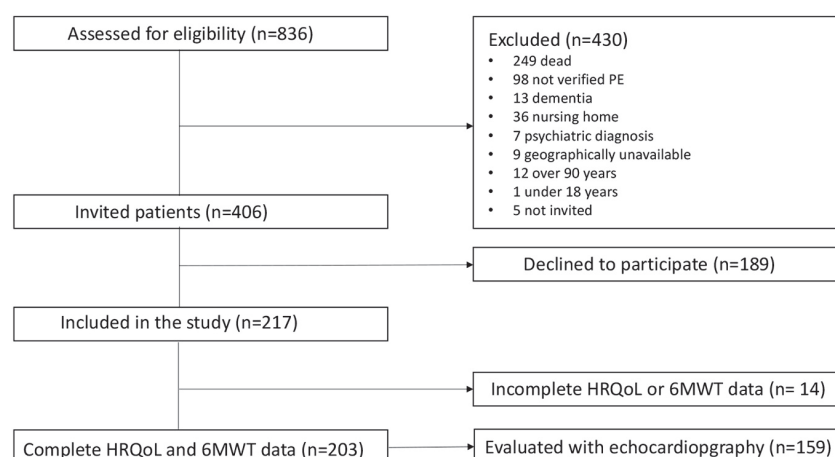 Assessed for eligibility (n=836)
Excluded (n=430)
• 249 dead
• 98 not verified PE
• 13 dementia
• 36 nursing home
• 7 psychiatric diagnosis
• 9 geographically unavailable
• 12 over 90 years
• 1 under 18 years
• 5 not invited
Invited patients (n=406)
Declined to participate (n=189)
Included in the study (n=217)
Incomplete HRQoL or 6MWT data (n= 14)
Complete HRQoL and 6MWT data (n=203)
Evaluated with echocardiopgraphy (n=159)